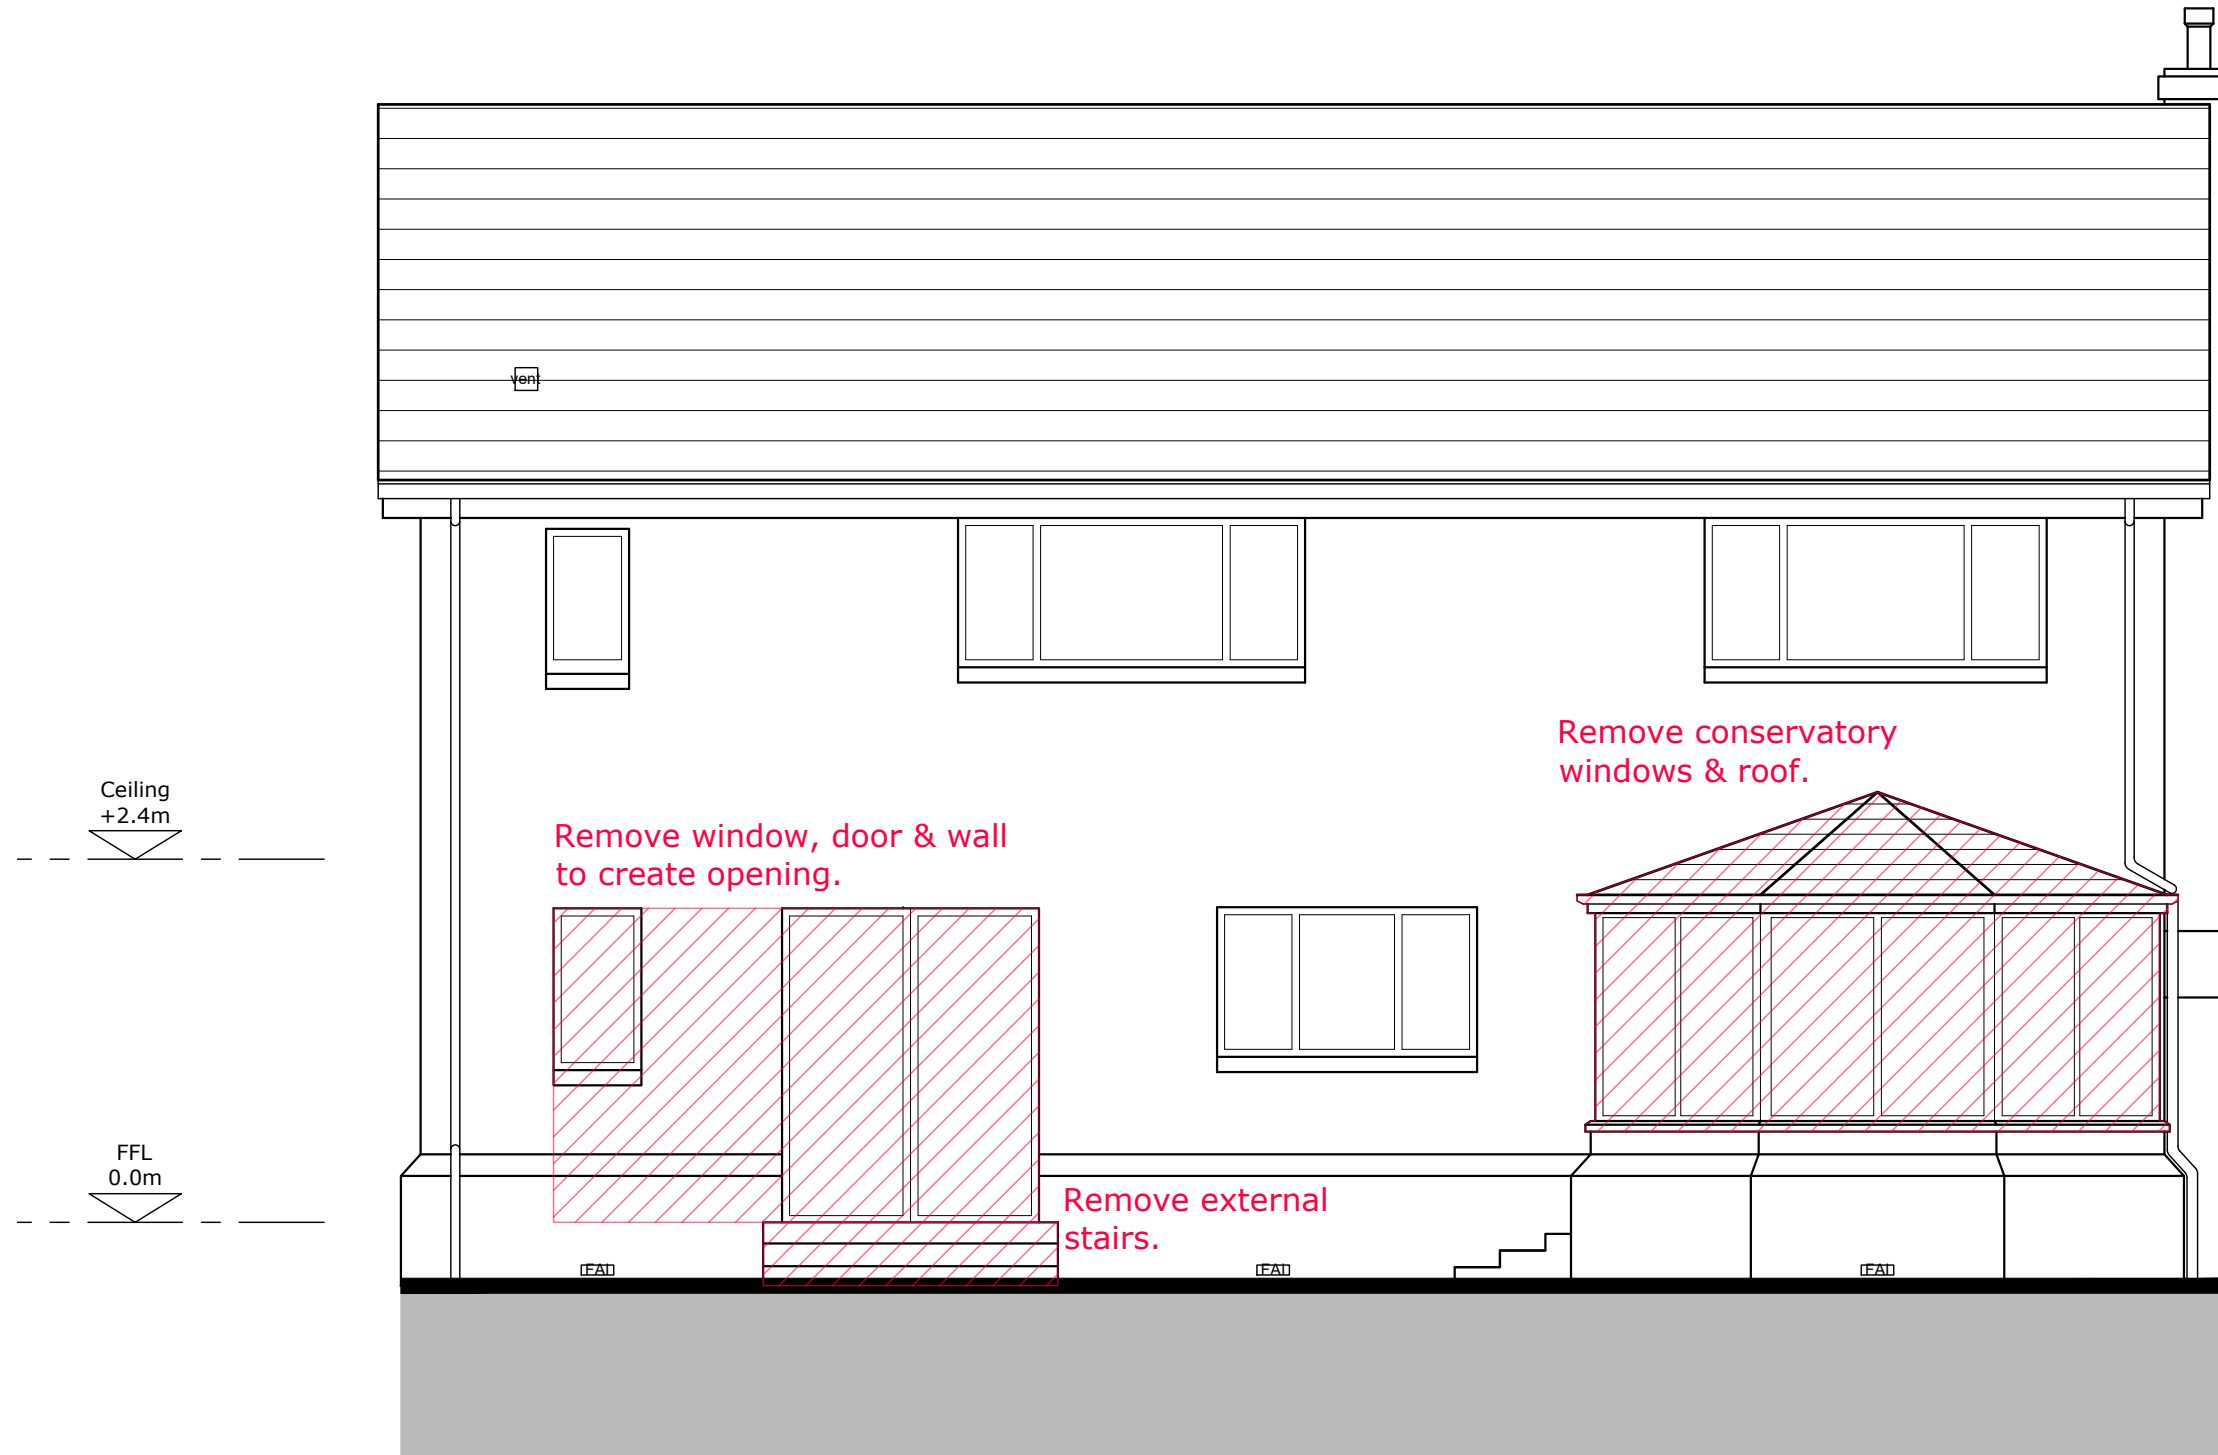 vent
Remove conservatory
windows & roof.
Ceiling
+2.4m
Remove window, door & wall
to create opening.
FFL
0.0m
Remove external
stairs.
FAI
FAI
FAI